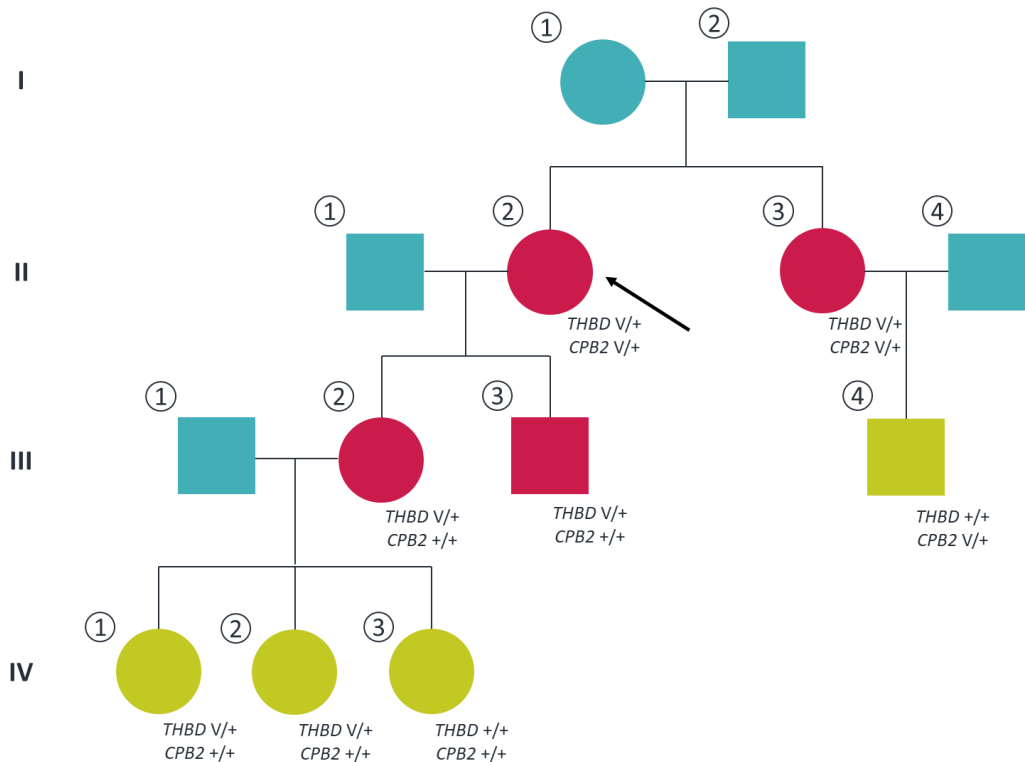 ① ②
I
① ② ③ ④
II
THBD V/+ THBD V/+
CPB2 V/+ CPB2 V/+
① ② ③ ④
III
THBD V/+ THBD V/+ THBD +/+
CPB2 +/+ CPB2 +/+ CPB2 V/+
① ② ③
IV
THBD V/+ THBD V/+ THBD +/+
CPB2 +/+ CPB2 +/+ CPB2 +/+